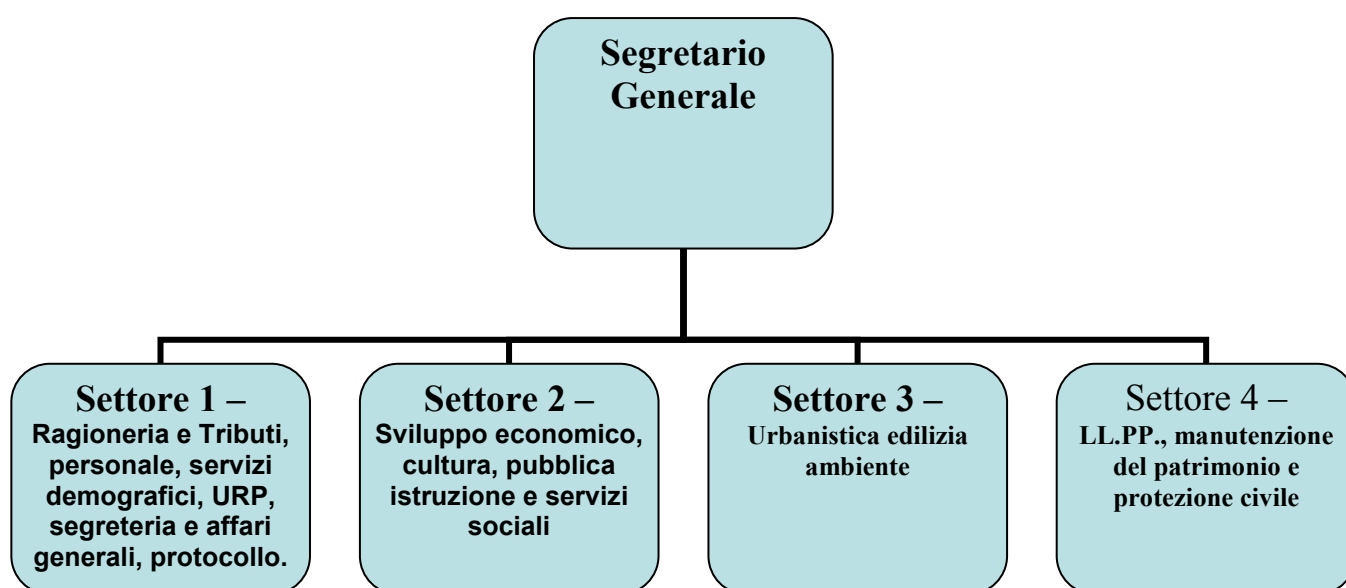 Segretario
Generale
Settore 1 –
Ragioneria e Tributi,
personale, servizi
demografici, URP,
segreteria e affari
generali, protocollo.
Settore 2 –
Sviluppo economico,
cultura, pubblica
istruzione e servizi
sociali
Settore 3 –
Urbanistica edilizia
ambiente
Settore 4 –
LL.PP., manutenzione
del patrimonio e
protezione civile